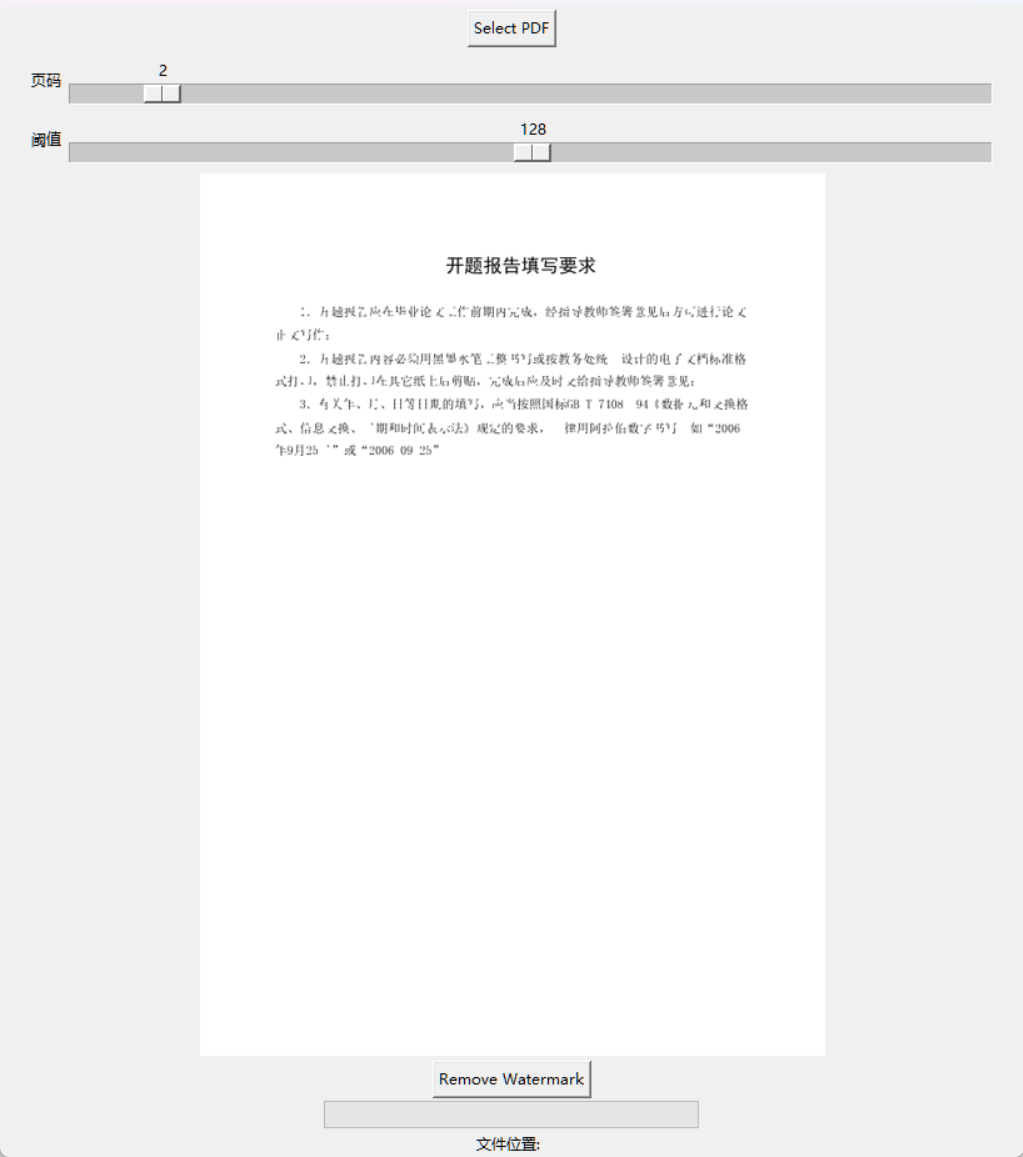 Select PDF
2
页码
128
阈值
开题报告填写要求
1. 开题报告应在毕业论文工作前期内完成，经指导教师签署意见后方可进行论文
正文写作；
2. 开题报告内容必须用黑墨水笔工整书写或按教务处统 设计的电子文档标准格
式打印，禁止打印在其它纸上后剪贴，完成后应及时交给指导教师签署意见；
3. 有关年、月、日等日期的填写，应当按照国标GB T 7408 94《数据元和交换格
式、信息交换、日期和时间表示法》规定的要求， 律用阿拉伯数字书写 如“2006
年9月25 ”或“2006 09 25”
Remove Watermark
文件位置: